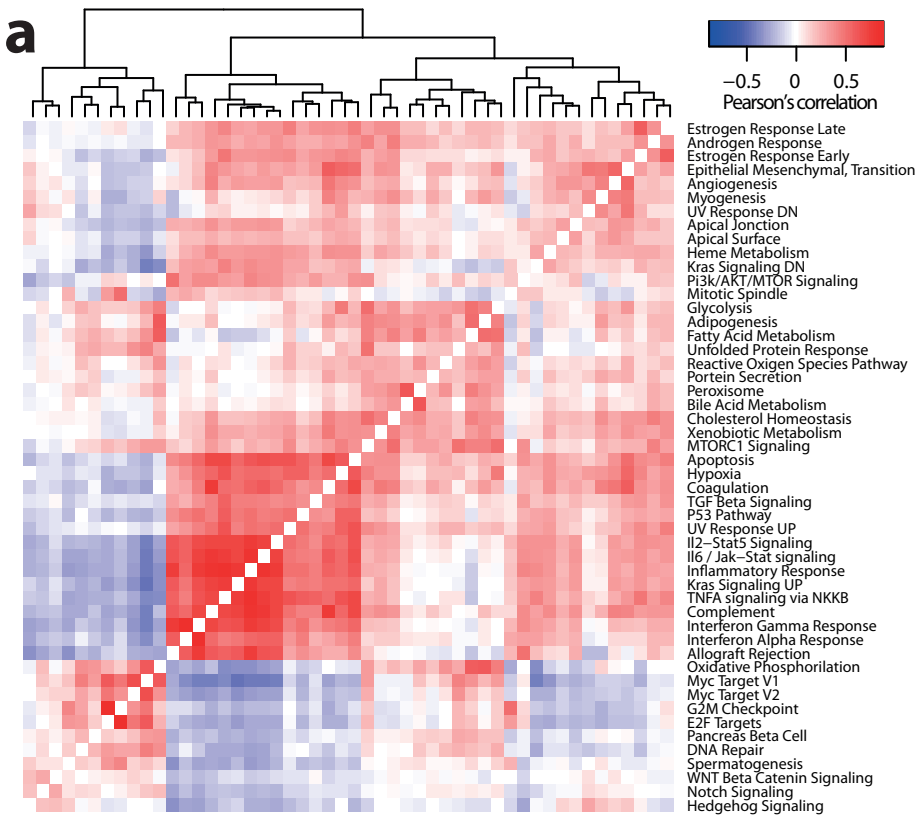 a
−0.5 0 0.5
Pearson's correlation
Estrogen Response Late
Androgen Response
Estrogen Response Early
Epithelial Mesenchymal, Transition
Angiogenesis
Myogenesis
UV Response DN
Apical Jonction
Apical Surface
Heme Metabolism
Kras Signaling DN
Pi3k/AKT/MTOR Signaling
Mitotic Spindle
Glycolysis
Adipogenesis
Fatty Acid Metabolism
Unfolded Protein Response
Reactive Oxigen Species Pathway
Portein Secretion
Peroxisome
Bile Acid Metabolism
Cholesterol Homeostasis
Xenobiotic Metabolism
MTORC1 Signaling
Apoptosis
Hypoxia
Coagulation
TGF Beta Signaling
P53 Pathway
UV Response UP
Il2−Stat5 Signaling
Il6 / Jak−Stat signaling
Inflammatory Response
Kras Signaling UP
TNFA signaling via NKKB
Complement
Interferon Gamma Response
Interferon Alpha Response
Allograft Rejection
Oxidative Phosphorilation
Myc Target V1
Myc Target V2
G2M Checkpoint
E2F Targets
Pancreas Beta Cell
DNA Repair
Spermatogenesis
WNT Beta Catenin Signaling
Notch Signaling
Hedgehog Signaling